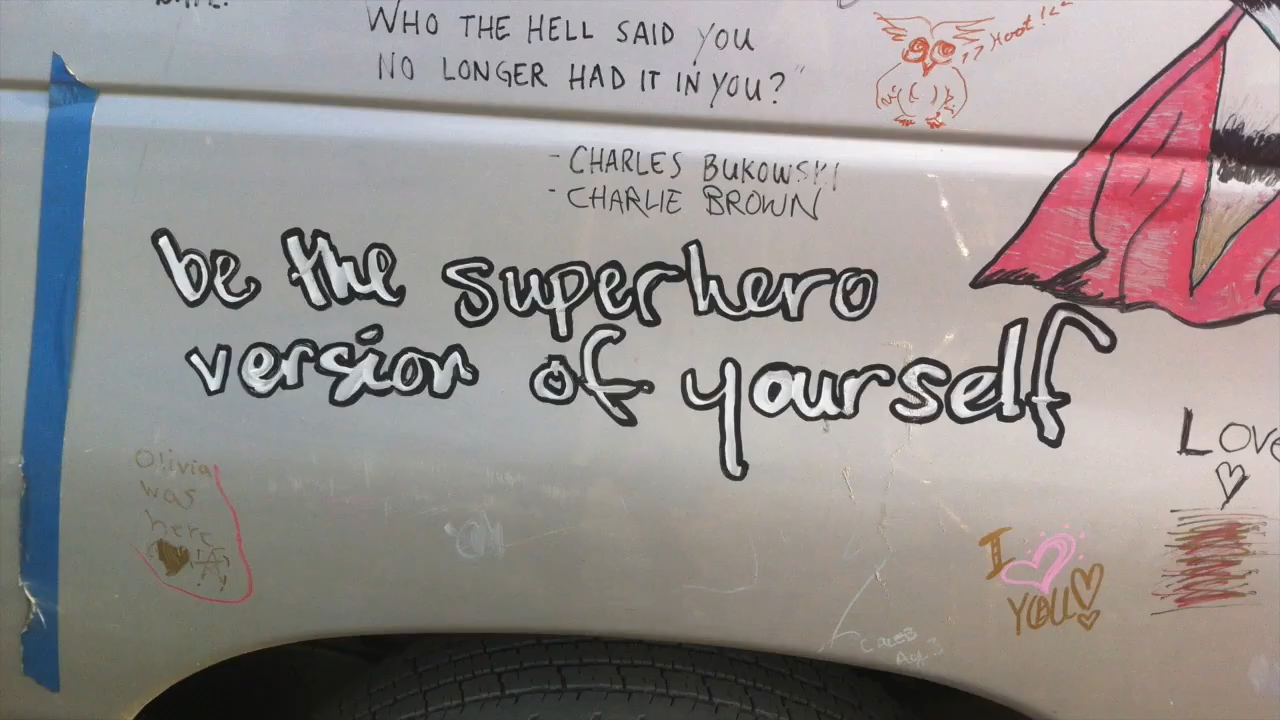 WHO THE HELL SAID YOU
NO LONGER HAD IT IN YOU?"
Hoot!
- CHARLES BUKOWSKI
- CHARLIE BROWN
be the superhero
version of yourself
Olivia
was
here
Love
I
YOU
CALEB